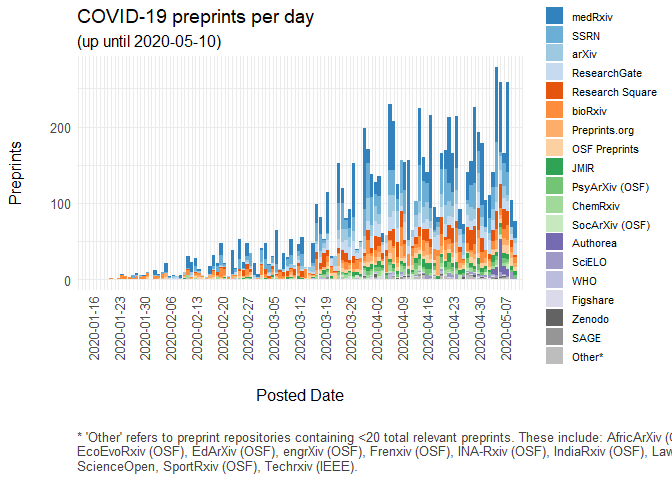 COVID-19 preprints per day
(up until 2020-05-10)
Preprints
200
100
0
2020-01-16
2020-01-23
2020-01-30
2020-02-06
2020-02-13
2020-02-20
2020-02-27
2020-03-05
2020-03-12
2020-03-19
2020-03-26
2020-04-02
2020-04-09
2020-04-16
2020-04-23
2020-04-30
2020-05-07
Posted Date
medRxiv
SSRN
arXiv
ResearchGate
Research Square
bioRxiv
Preprints.org
OSF Preprints
JMIR
PsyArXiv (OSF)
ChemRxiv
SocArXiv (OSF)
Authorea
SciELO
WHO
Figshare
Zenodo
SAGE
Other*
* 'Other' refers to preprint repositories containing <20 total relevant preprints. These include: AfricArXiv (
EcoEvoRxiv (OSF), EdArXiv (OSF), engrXiv (OSF), Frenxiv (OSF), INA-Rxiv (OSF), IndiaRxiv (OSF), Law
ScienceOpen, SportRxiv (OSF), Techrxiv (IEEE).